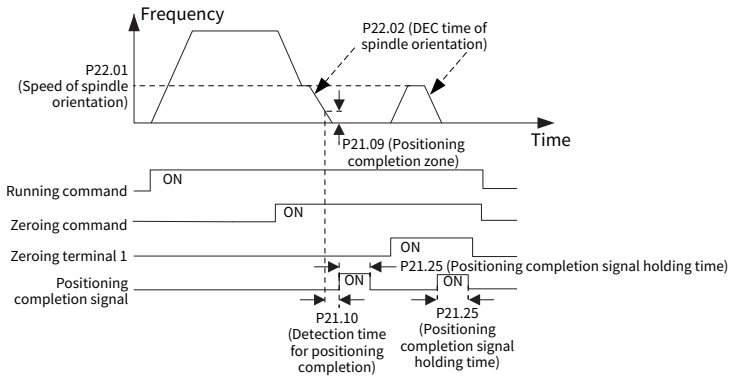 Frequency
P22.02 (DEC time of
spindle orientation)
P22.01
(Speed of spindle
orientation)
Time
P21.09 (Positioning
completion zone)
ON
Running command
ON
Zeroing command
ON
Zeroing terminal 1
P21.25 (Positioning completion signal holding time)
ON
ON
Positioning
completion signal
P21.10
(Detection time
for positioning
completion)
P21.25
(Positioning
completion signal
holding time)